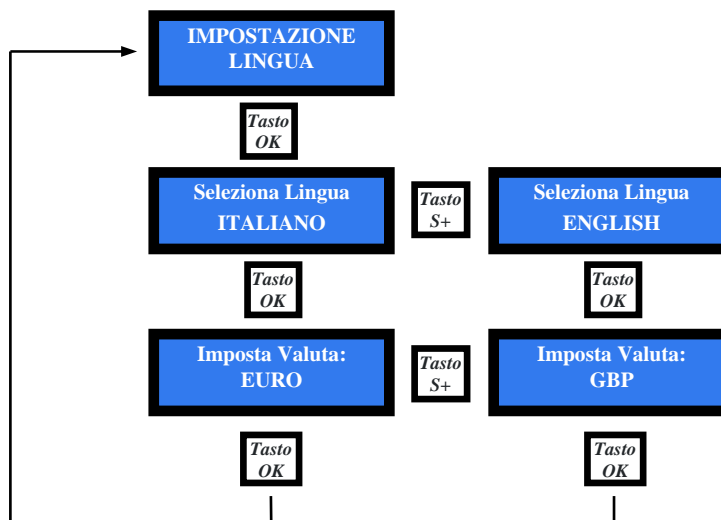 IMPOSTAZIONE
LINGUA
Tasto
OK
Seleziona Lingua
ITALIANO
Tasto
S+
Seleziona Lingua
ENGLISH
Tasto
OK
Tasto
OK
Imposta Valuta:
EURO
Tasto
S+
Imposta Valuta:
GBP
Tasto
OK
Tasto
OK